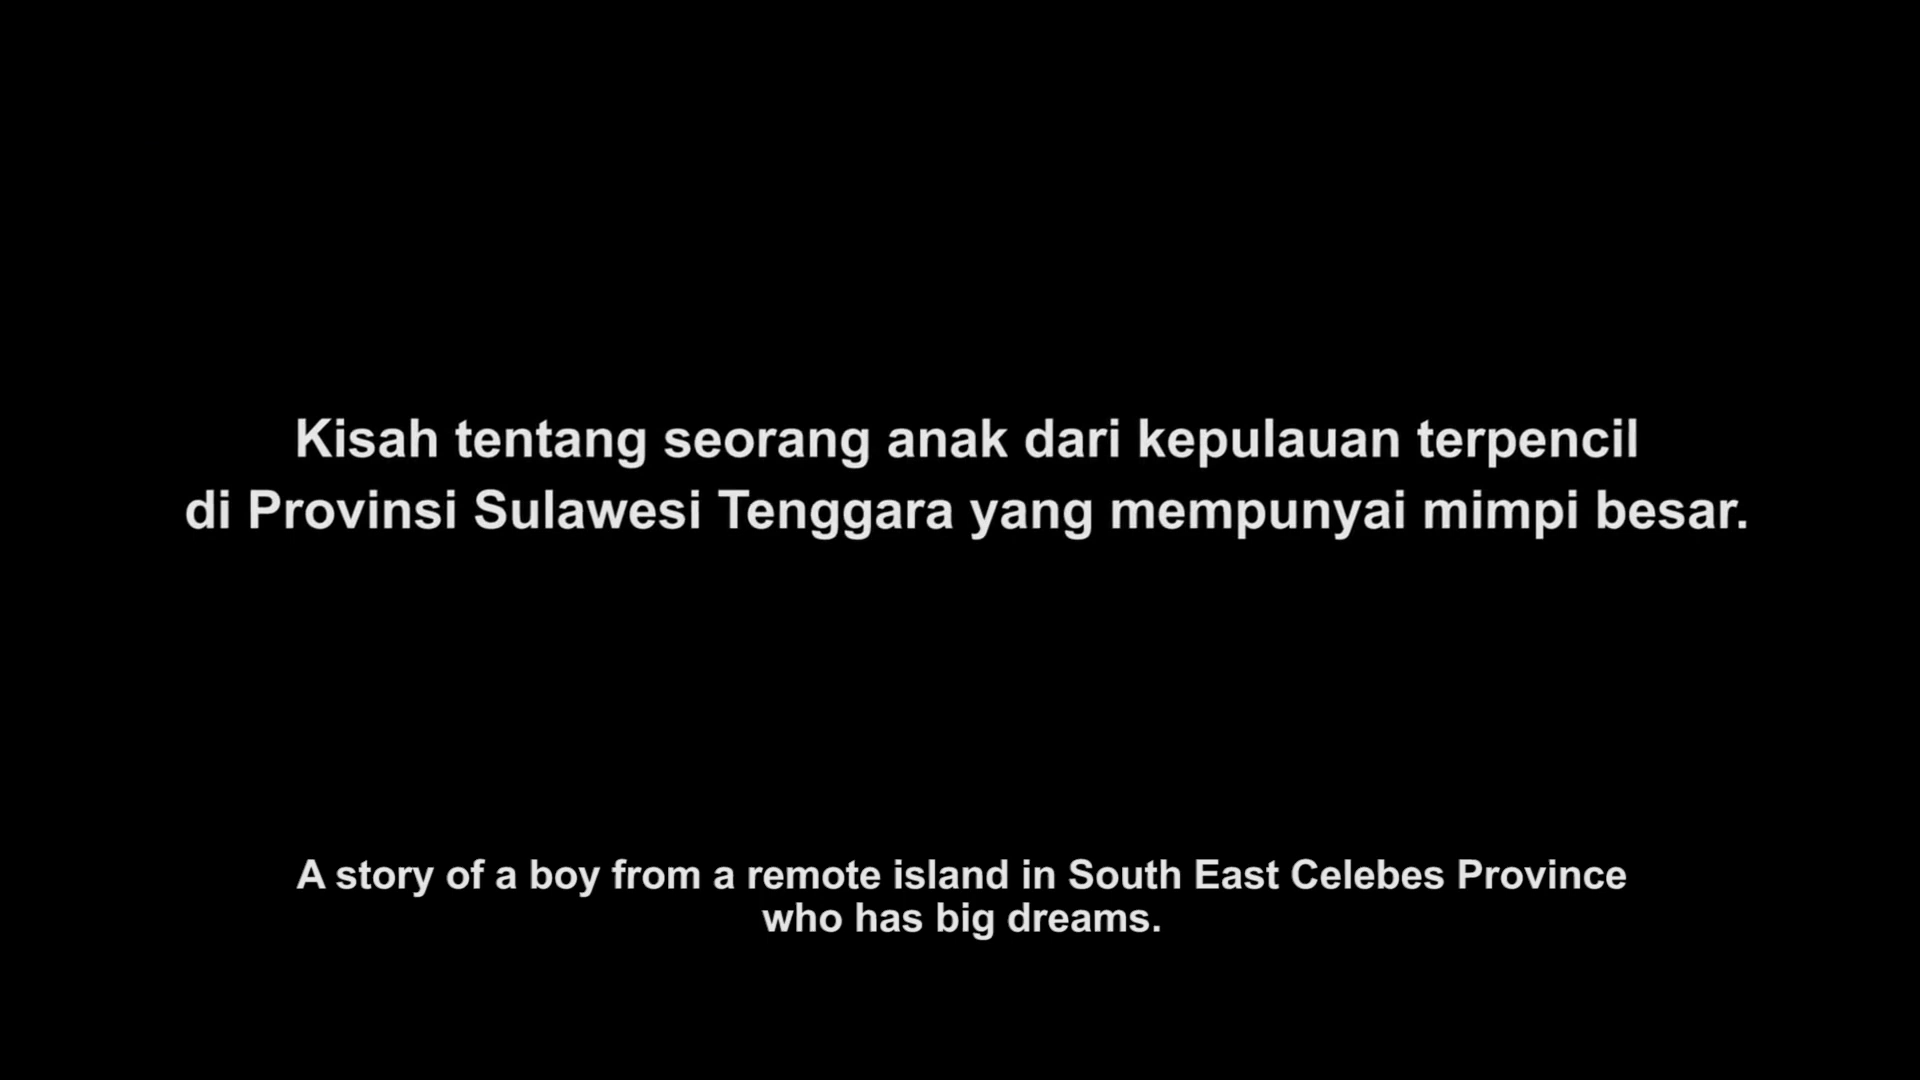 Kisah tentang seorang anak dari kepulauan terpencil
di Provinsi Sulawesi Tenggara yang mempunyai mimpi besar.
A story of a boy from a remote island in South East Celebes Province
who has big dreams.